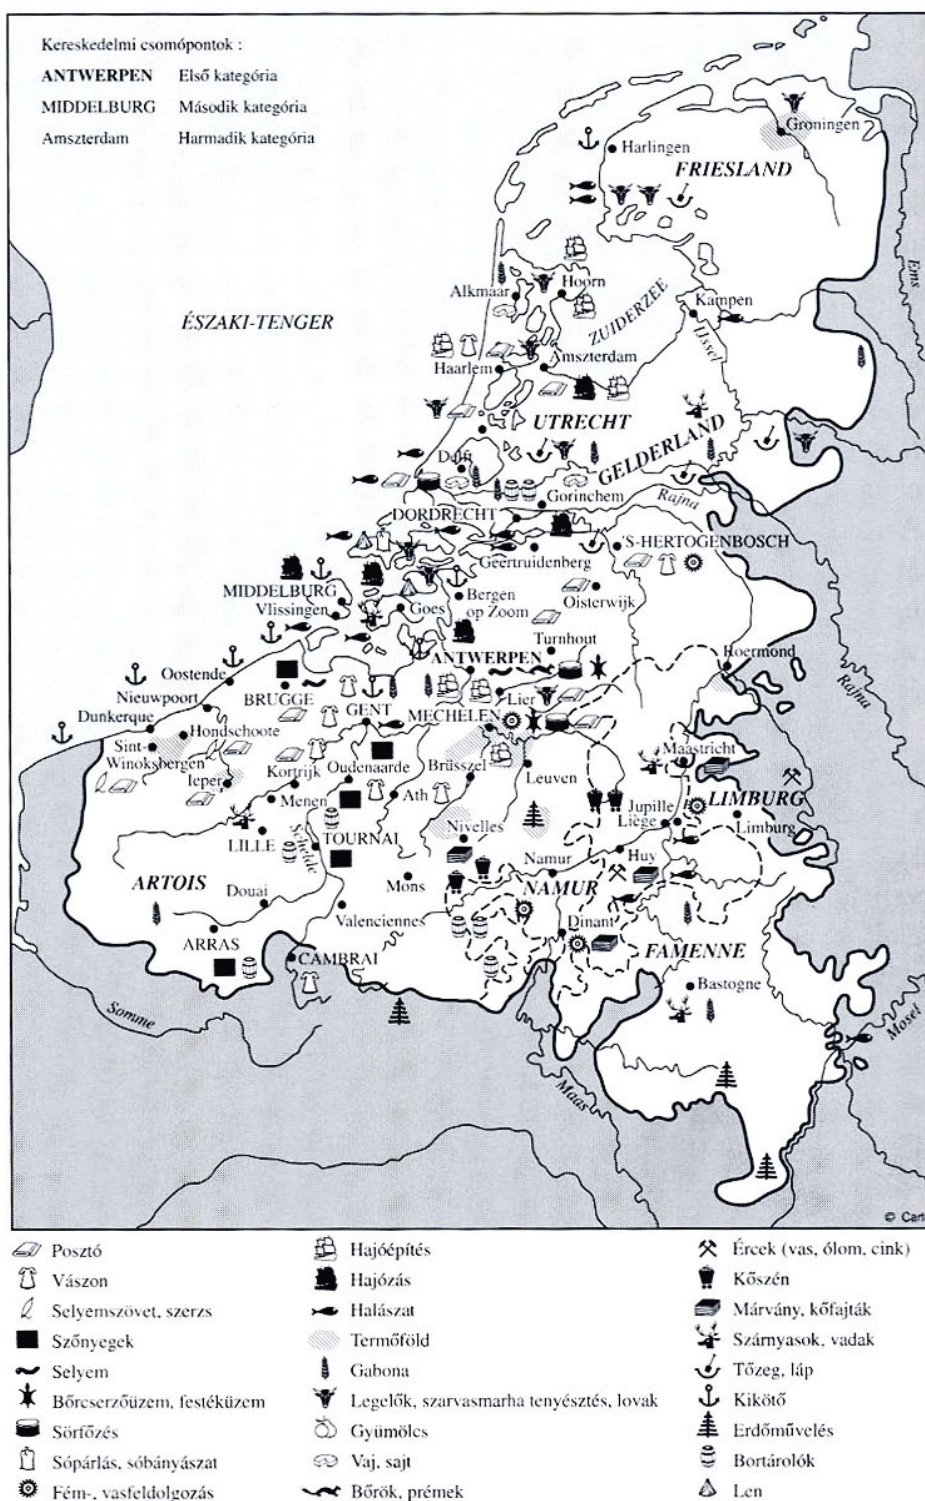 Kereskedelmi csomópontok :
ANTWERPEN Első kategória
MIDDELBURG Második kategória
Amszterdam Harmadik kategória
Groningen
Harlingen
FRIESLAND
Ems
Hoorn
Alkmaar
ÉSZAKI-TENGER
ZUIDERZEE
Kampen
IJssel
Haarlem
Amszterdam
UTRECHT
GELDERLAND
Delft
Gorinchem
Rajna
DORDRECHT
'S-HERTOGENBOSCH
Geertruidenberg
MIDDELBURG
Vlissingen
Goes
Bergen
op Zoom
Oisterwijk
Turnhout
ANTWERPEN
Roermond
Rajna
Oostende
Nieuwpoort
BRUGGE
Lier
Dunkerque
Hondschoote
GENT
MECHELEN
Sint-
Winoksbergen
Maastricht
Ieper
Kortrijk
Oudenaarde
Brüsszel
Leuven
Menen
Ath
LIMBURG
Jupille
Liège
Limburg
LILLE
Schelde
TOURNAI
Nivelles
Huy
Namur
ARTOIS
Mons
NAMUR
Douai
Valenciennes
Dinant
ARRAS
CAMBRAI
FAMENNE
Bastogne
Somme
Maas
Mosel
© Cart
Posztó
Vászon
Selyemszövet, szerzs
Szőnyegek
Selyem
Bőrcserzőüzem, festéküzem
Sörfőzés
Sópárlás, sóbányászat
Fém-, vasfeldolgozás
Hajóépítés
Hajózás
Halászat
Termőföld
Gabona
Legelők, szarvasmarha tenyésztés, lovak
Gyümölcs
Vaj, sajt
Bőrök, prémek
Ércek (vas, ólom, cink)
Kőszén
Márvány, kőfajták
Szárnyasok, vadak
Tőzeg, láp
Kikötő
Erdőművelés
Bortárolók
Len